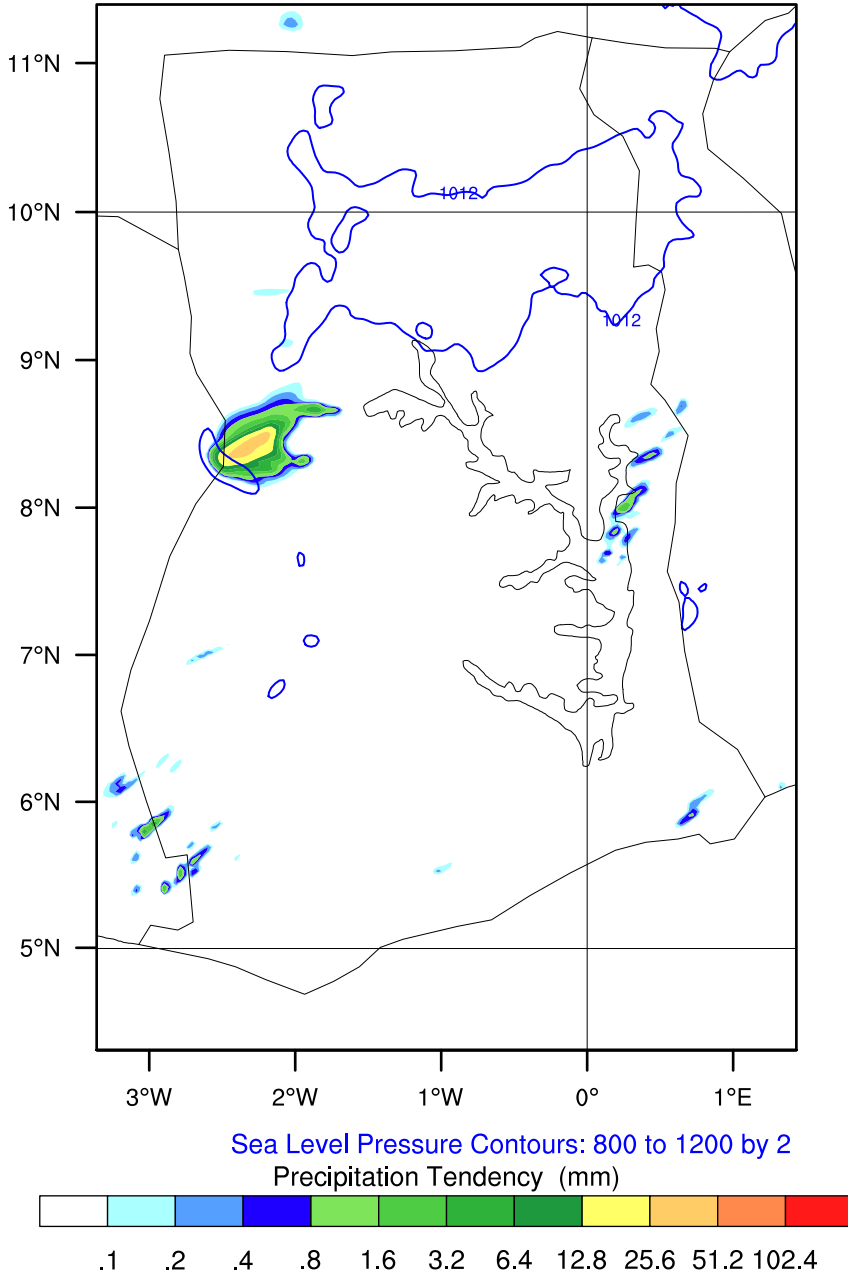 11°N
1012
10°N
1012
9°N
8°N
7°N
6°N
5°N
3°W 2°W 1°W 0° 1°E
Sea Level Pressure Contours: 800 to 1200 by 2
Precipitation Tendency (mm)
.1 .2 .4 .8 1.6 3.2 6.4 12.8 25.6 51.2 102.4